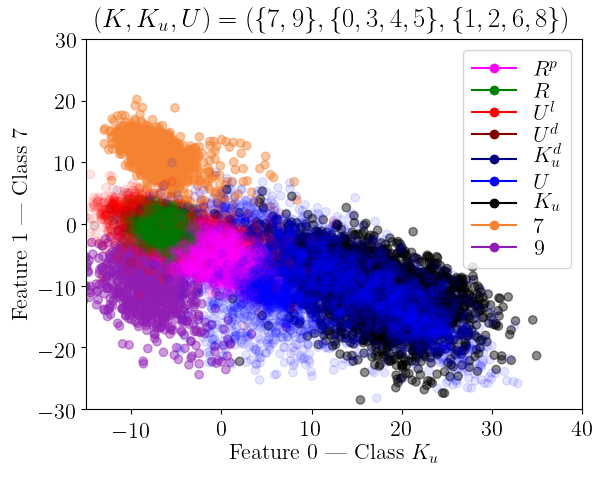 (K, K_u, U) = ({7, 9}, {0, 3, 4, 5}, {1, 2, 6, 8})
30
20
10
0
−10
−20
−30
Feature 1 — Class 7
R^p
R
U^l
U^d
K_u^d
U
K_u
7
9
−10
0
10
20
30
40
Feature 0 — Class K_u